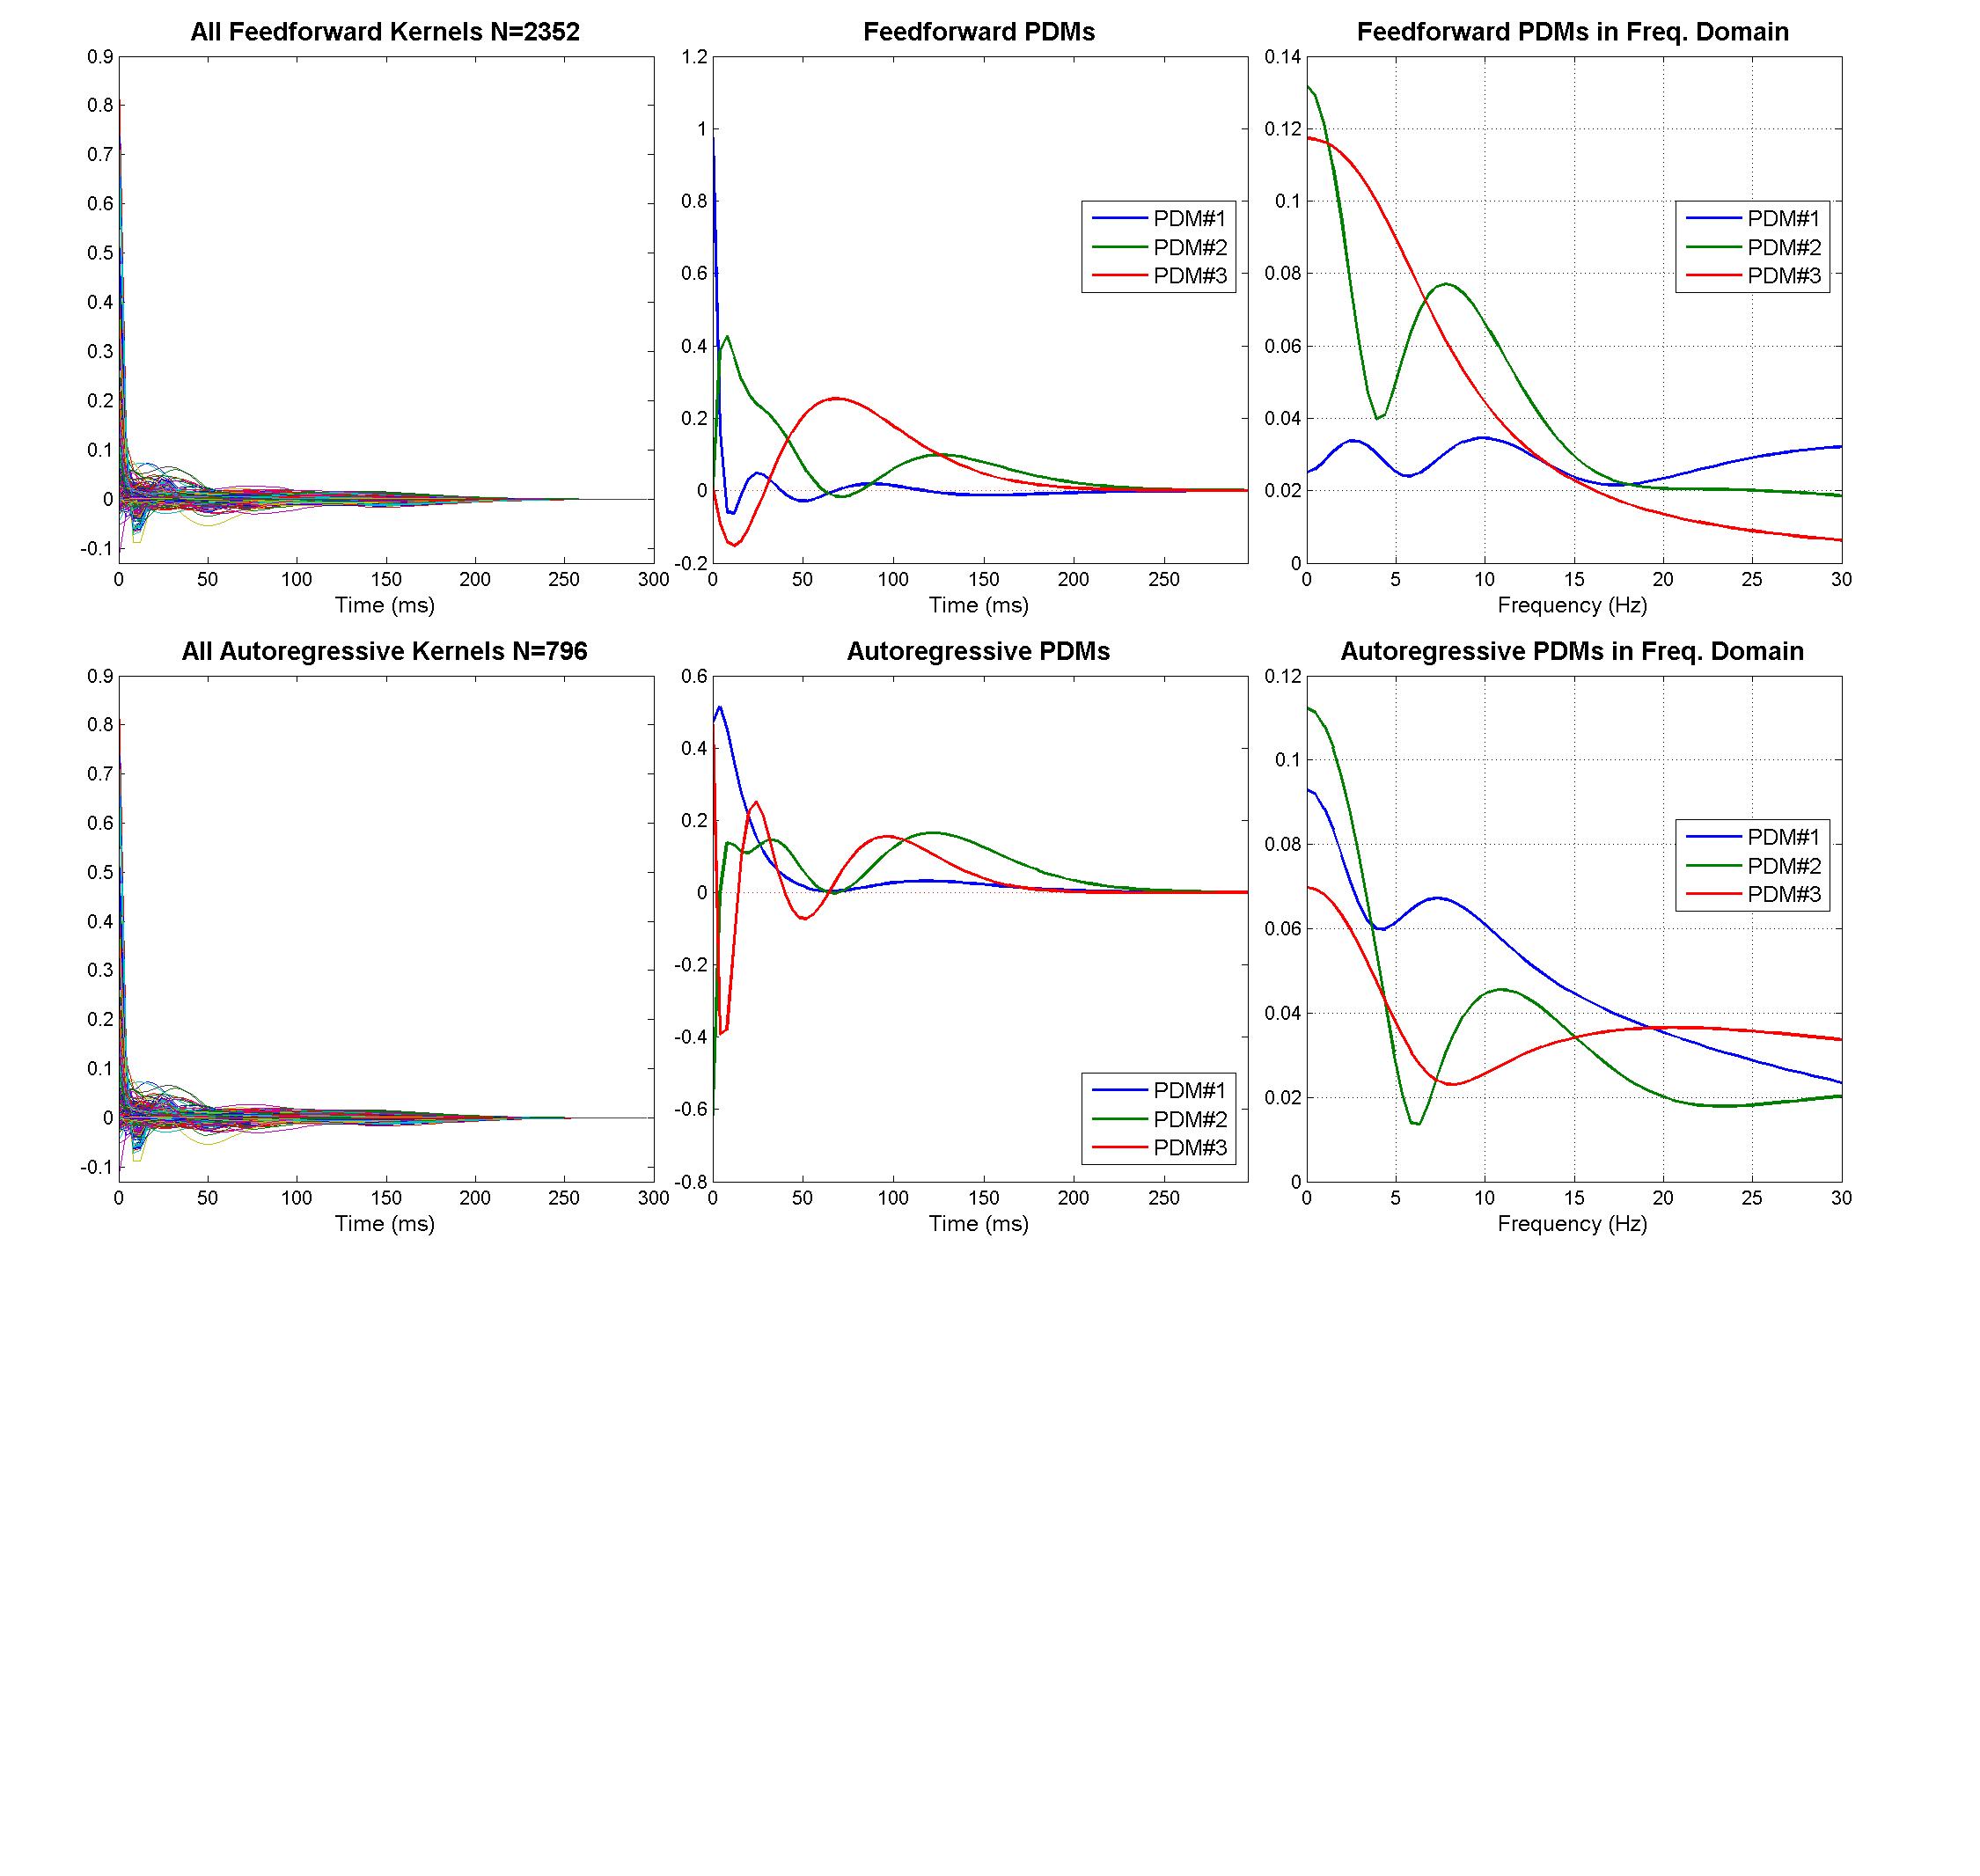 All Feedforward Kernels N=2352
0.9
0.8
0.7
0.6
0.5
0.4
0.3
0.2
0.1
0
-0.1
0 50 100 150 200 250 300
Time (ms)
Feedforward PDMs
1.2
1
0.8
0.6
0.4
0.2
0
-0.2
PDM#1
PDM#2
PDM#3
0 50 100 150 200 250
Time (ms)
Feedforward PDMs in Freq. Domain
0.14
0.12
0.1
0.08
0.06
0.04
0.02
0
PDM#1
PDM#2
PDM#3
0 5 10 15 20 25 30
Frequency (Hz)
All Autoregressive Kernels N=796
0.9
0.8
0.7
0.6
0.5
0.4
0.3
0.2
0.1
0
-0.1
0 50 100 150 200 250 300
Time (ms)
Autoregressive PDMs
0.6
0.4
0.2
0
-0.2
-0.4
-0.6
-0.8
PDM#1
PDM#2
PDM#3
0 50 100 150 200 250
Time (ms)
Autoregressive PDMs in Freq. Domain
0.12
0.1
0.08
0.06
0.04
0.02
0
PDM#1
PDM#2
PDM#3
0 5 10 15 20 25 30
Frequency (Hz)